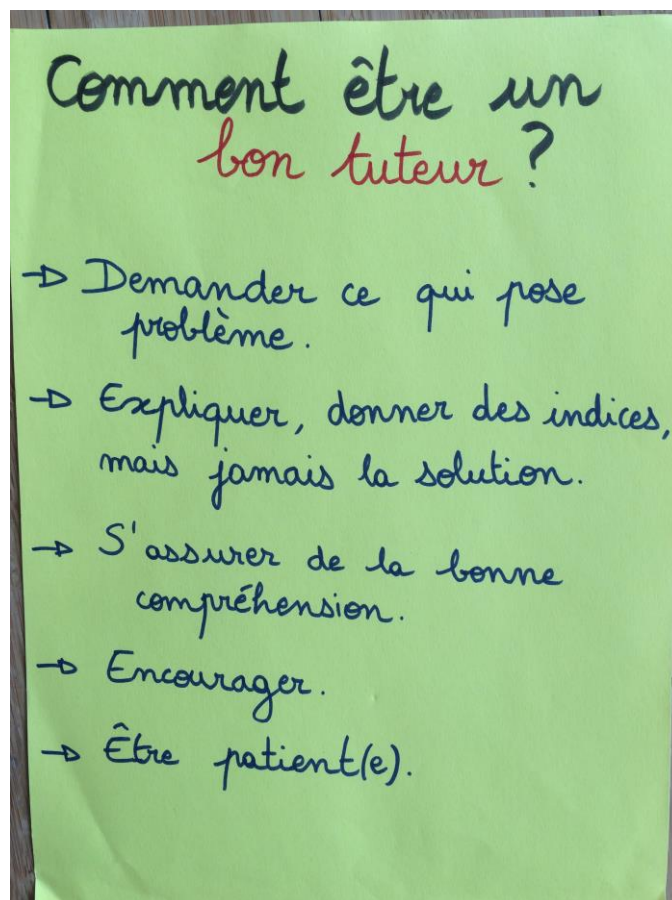 Comment être un
bon tuteur ?
→ Demander ce qui pose
problème.
→ Expliquer, donner des indices,
mais jamais la solution.
→ S'assurer de la bonne
compréhension.
→ Encourager.
→ Être patient(e).